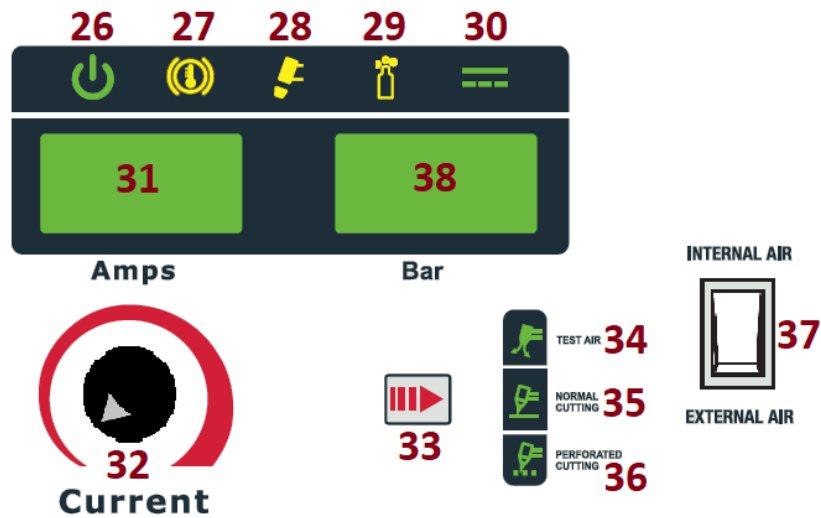 26 27 28 29 30
31 38
Amps Bar
INTERNAL AIR
TEST AIR 34
37
NORMAL
CUTTING 35
33
EXTERNAL AIR
32
PERFORATED
CUTTING 36
Current